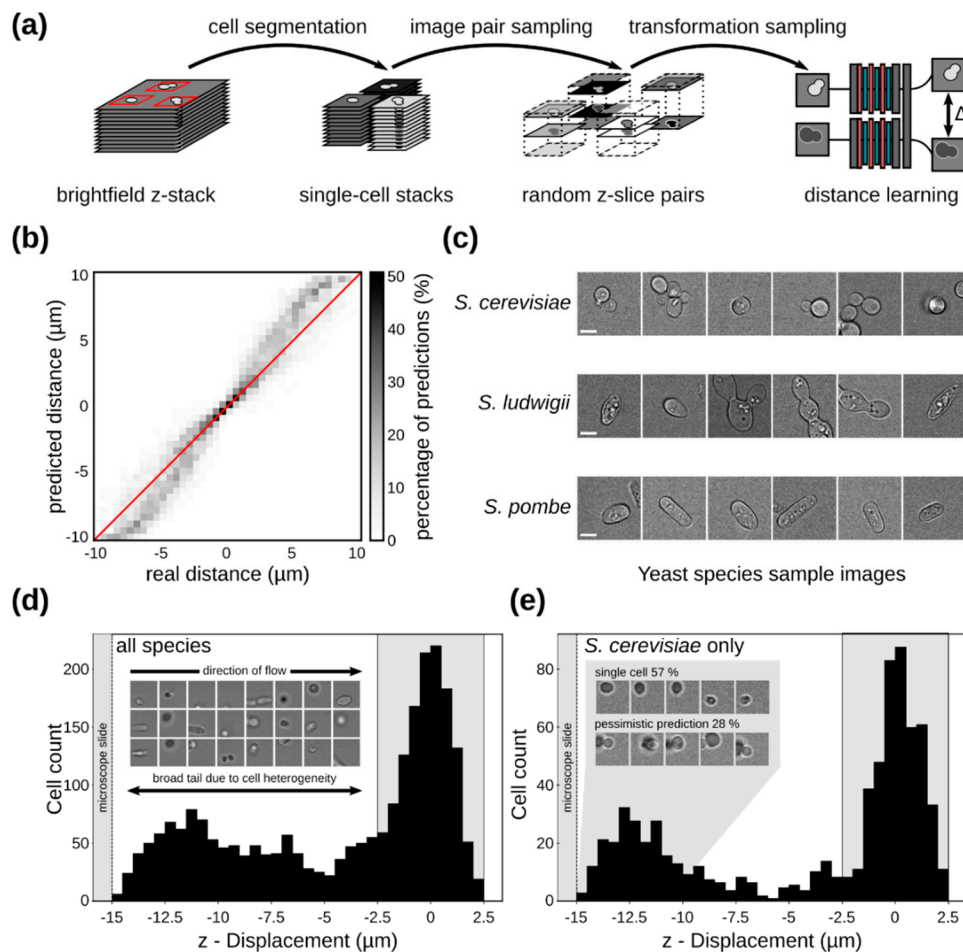 (a)
cell segmentation
image pair sampling
transformation sampling
Δ
brightfield z-stack
single-cell stacks
random z-slice pairs
distance learning
(b)
10
5
0
-5
-10
predicted distance (µm)
-10
-5
0
5
10
real distance (µm)
50
40
30
20
10
0
percentage of predictions (%)
(c)
S. cerevisiae
S. ludwigii
S. pombe
Yeast species sample images
(d)
all species
direction of flow
broad tail due to cell heterogeneity
microscope slide
Cell count
200
150
100
50
0
-15
-12.5
-10
-7.5
-5
-2.5
0
2.5
z - Displacement (µm)
(e)
S. cerevisiae only
single cell 57 %
pessimistic prediction 28 %
microscope slide
Cell count
80
60
40
20
0
-15
-12.5
-10
-7.5
-5
-2.5
0
2.5
z - Displacement (µm)